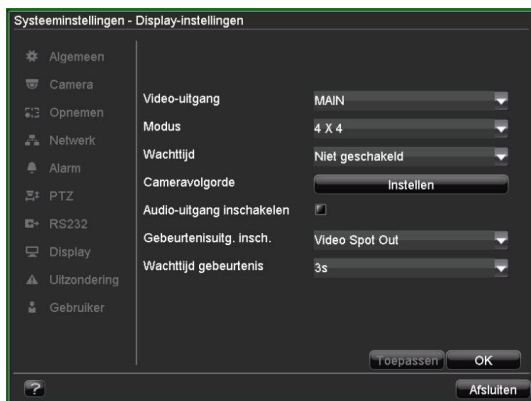 Systeeminstellingen - Display-instellingen
Algemeen
Camera
Opnemen
Netwerk
Alarm
PTZ
RS232
Display
Uitzondering
Gebruiker
Video-uitgang MAIN
Modus 4 X 4
Wachttijd Niet geschakeld
Cameravolgorde Instellen
Audio-uitgang inschakelen
Gebeurtenisuitg. insch. Video Spot Out
Wachttijd gebeurtenis 3s
Toepassen OK
? Afsluiten